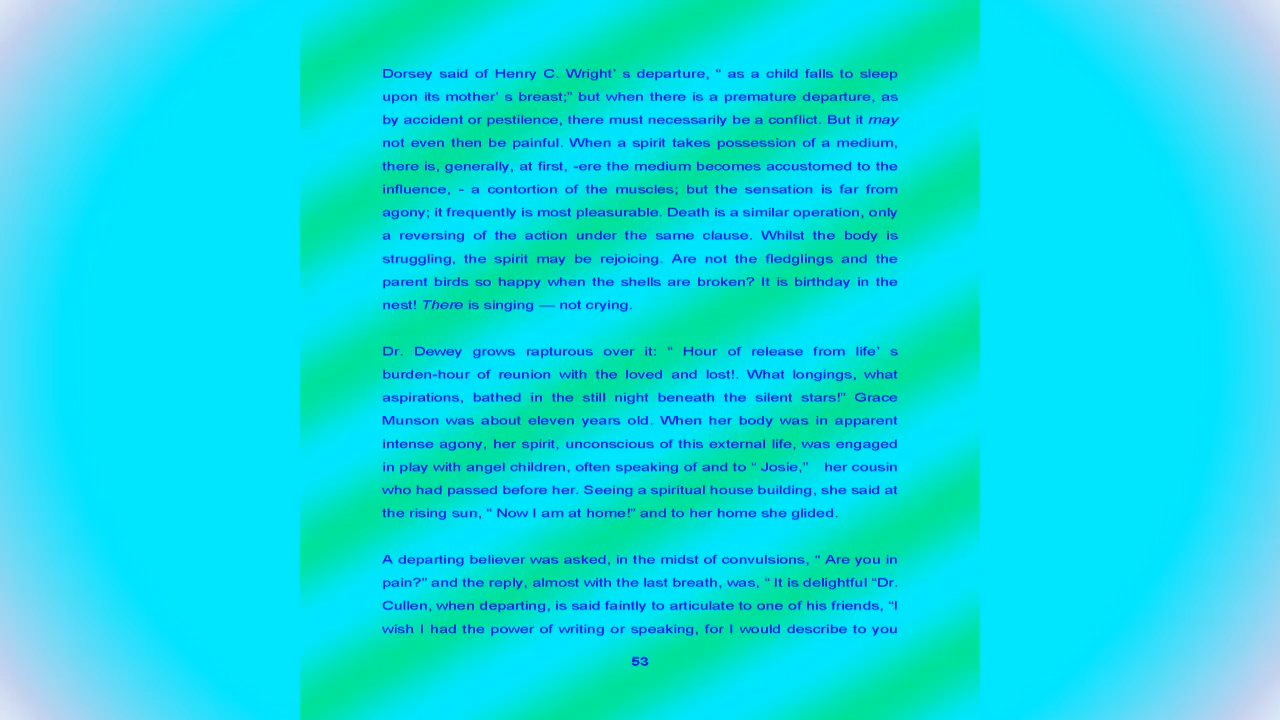 Dorsey said of Henry C. Wright’ s departure, “ as a child falls to sleep
upon its mother’ s breast;” but when there is a premature departure, as
by accident or pestilence, there must necessarily be a conflict. But it may
not even then be painful. When a spirit takes possession of a medium,
there is, generally, at first, -ere the medium becomes accustomed to the
influence, - a contortion of the muscles; but the sensation is far from
agony; it frequently is most pleasurable. Death is a similar operation, only
a reversing of the action under the same clause. Whilst the body is
struggling, the spirit may be rejoicing. Are not the fledglings and the
parent birds so happy when the shells are broken? It is birthday in the
nest! There is singing — not crying.

Dr. Dewey grows rapturous over it: “ Hour of release from life’ s
burden-hour of reunion with the loved and lost!. What longings, what
aspirations, bathed in the still night beneath the silent stars!” Grace
Munson was about eleven years old. When her body was in apparent
intense agony, her spirit, unconscious of this external life, was engaged
in play with angel children, often speaking of and to “ Josie,” her cousin
who had passed before her. Seeing a spiritual house building, she said at
the rising sun, “ Now I am at home!” and to her home she glided.

A departing believer was asked, in the midst of convulsions, “ Are you in
pain?” and the reply, almost with the last breath, was, “ It is delightful “Dr.
Cullen, when departing, is said faintly to articulate to one of his friends, “I
wish I had the power of writing or speaking, for I would describe to you
53